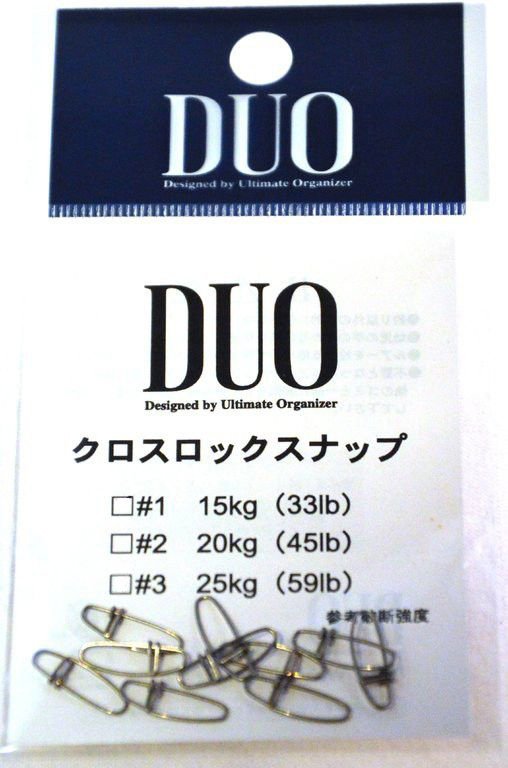 DUO
Designed by Ultimate Organizer
DUO
Designed by Ultimate Organizer
クロスロックスナップ
□#1 15kg（33lb）
□#2 20kg（45lb）
□#3 25kg（59lb）
参考耐断強度